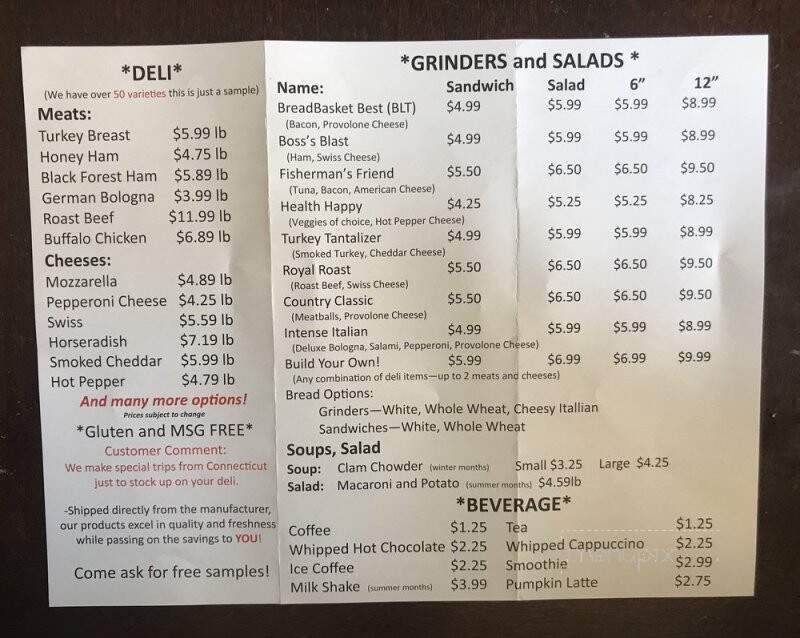 *DELI*
(We have over 50 varieties this is just a sample)
Meats:
Turkey Breast $5.99 lb
Honey Ham $4.75 lb
Black Forest Ham $5.89 lb
German Bologna $3.99 lb
Roast Beef $11.99 lb
Buffalo Chicken $6.89 lb
Cheeses:
Mozzarella $4.89 lb
Pepperoni Cheese $4.25 lb
Swiss $5.59 lb
Horseradish $7.19 lb
Smoked Cheddar $5.99 lb
Hot Pepper $4.79 lb
And many more options!
Prices subject to change
*Gluten and MSG FREE*
Customer Comment:
We make special trips from Connecticut
just to stock up on your deli.
-Shipped directly from the manufacturer,
our products excel in quality and freshness
while passing on the savings to YOU!
Come ask for free samples!
*GRINDERS and SALADS *
Name: Sandwich Salad 6” 12”
BreadBasket Best (BLT) $4.99 $5.99 $5.99 $8.99
(Bacon, Provolone Cheese)
Boss's Blast $4.99 $5.99 $5.99 $8.99
(Ham, Swiss Cheese)
Fisherman's Friend $5.50 $6.50 $6.50 $9.50
(Tuna, Bacon, American Cheese)
Health Happy $4.25 $5.25 $5.25 $8.25
(Veggies of choice, Hot Pepper Cheese)
Turkey Tantalizer $4.99 $5.99 $5.99 $8.99
(Smoked Turkey, Cheddar Cheese)
Royal Roast $5.50 $6.50 $6.50 $9.50
(Roast Beef, Swiss Cheese)
Country Classic $5.50 $6.50 $6.50 $9.50
(Meatballs, Provolone Cheese)
Intense Italian $4.99 $5.99 $5.99 $8.99
(Deluxe Bologna, Salami, Pepperoni, Provolone Cheese)
Build Your Own! $5.99 $6.99 $6.99 $9.99
(Any combination of deli items—up to 2 meats and cheeses)
Bread Options:
Grinders—White, Whole Wheat, Cheesy Itallian
Sandwiches—White, Whole Wheat
Soups, Salad
Soup: Clam Chowder (winter months) Small $3.25 Large $4.25
Salad: Macaroni and Potato (summer months) $4.59lb
*BEVERAGE*
Coffee $1.25 Tea $1.25
Whipped Hot Chocolate $2.25 Whipped Cappuccino $2.25
Ice Coffee $2.25 Smoothie $2.99
Milk Shake (summer months) $3.99 Pumpkin Latte $2.75